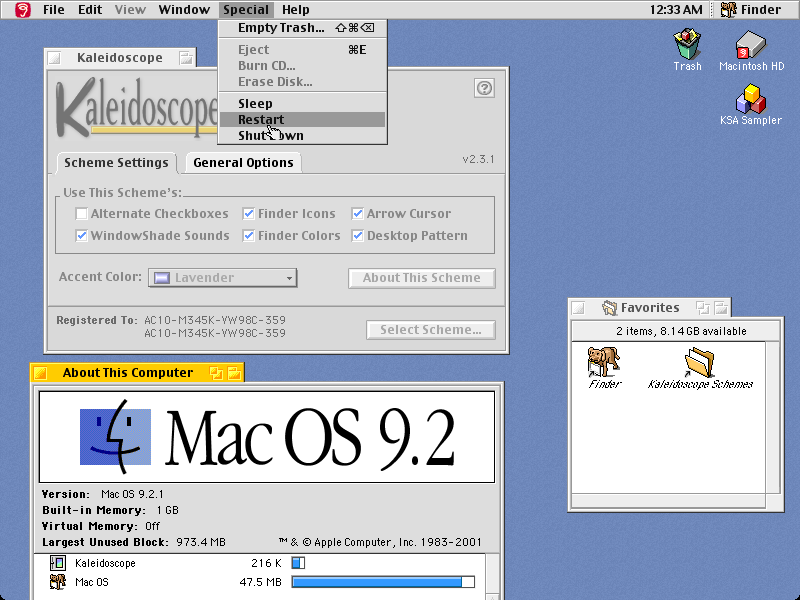 File Edit View Window Special Help 12:33 AM Finder
Empty Trash... ⇧⌘⌫
Eject ⌘E
Burn CD...
Erase Disk...
Sleep
Restart
Shut Down
Trash
Macintosh HD
KSA Sampler
Kaleidoscope
Kaleidoscope
Scheme Settings General Options v2.3.1
Use This Scheme's:
Alternate Checkboxes Finder Icons Arrow Cursor
WindowShade Sounds Finder Colors Desktop Pattern
Accent Color: Lavender About This Scheme
Registered To: AC10-M345K-VW98C-359
AC10-M345K-VW98C-359
Select Scheme...
Favorites
2 items, 8.14 GB available
Finder
Kaleidoscope Schemes
About This Computer
Mac OS 9.2
Version: Mac OS 9.2.1
Built-in Memory: 1 GB
Virtual Memory: Off
Largest Unused Block: 973.4 MB ™ & © Apple Computer, Inc. 1983-2001
Kaleidoscope 216 K
Mac OS 47.5 MB